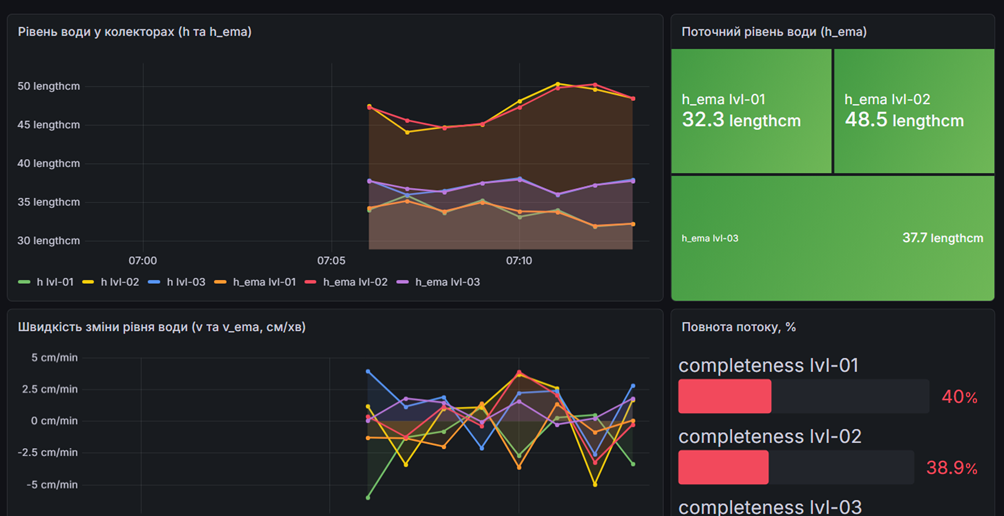 Рівень води у колекторах (h та h_ema)
50 lengthcm
45 lengthcm
40 lengthcm
35 lengthcm
30 lengthcm
07:00
07:05
07:10
h lvl-01
h lvl-02
h lvl-03
h_ema lvl-01
h_ema lvl-02
h_ema lvl-03
Поточний рівень води (h_ema)
h_ema lvl-01
32.3 lengthcm
h_ema lvl-02
48.5 lengthcm
h_ema lvl-03
37.7 lengthcm
Швидкість зміни рівня води (v та v_ema, см/хв)
5 cm/min
2.5 cm/min
0 cm/min
-2.5 cm/min
-5 cm/min
Повнота потоку, %
completeness lvl-01
40%
completeness lvl-02
38.9%
completeness lvl-03